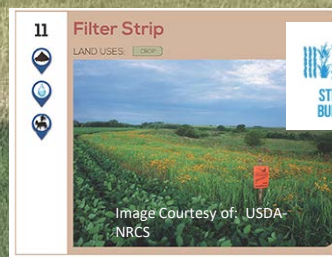 11
Filter Strip
LAND USES: CROP
ST
BU
Image Courtesy of: USDA-
NRCS